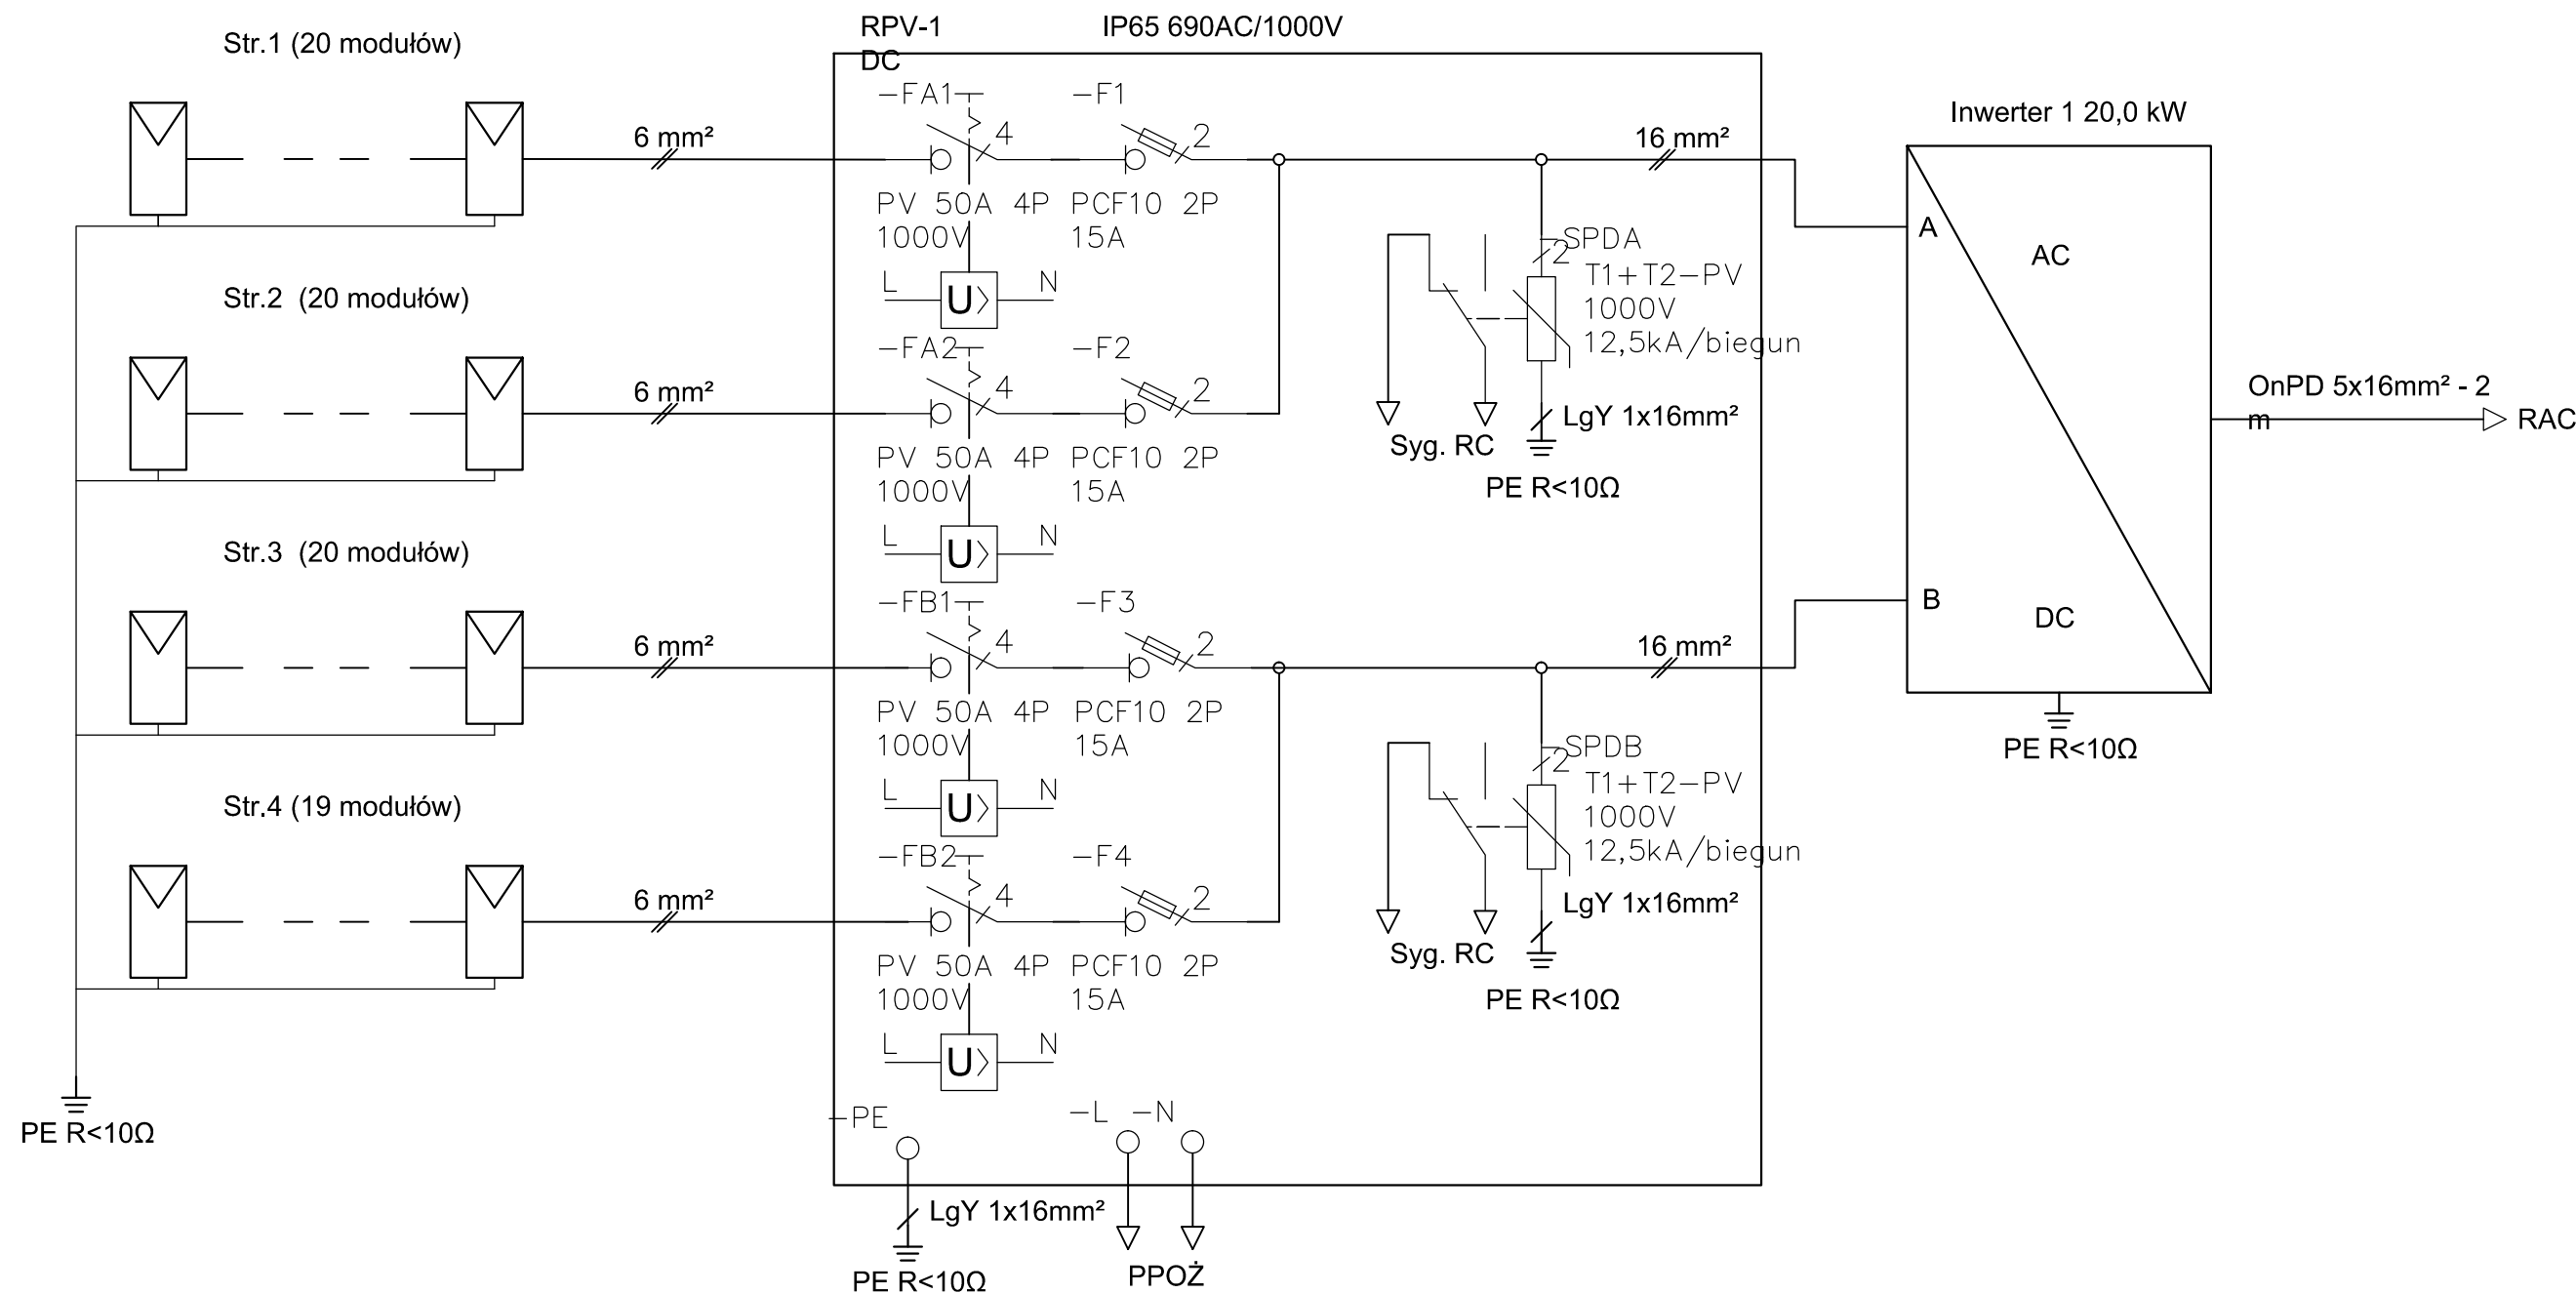 RPV-1
DC
IP65 690AC/1000V
Str.1 (20 modułów)
6 mm²
-FA1
4
PV 50A 4P
1000V
L
U>
N
-F1
2
PCF10 2P
15A
16 mm²
Str.2 (20 modułów)
6 mm²
-FA2
4
PV 50A 4P
1000V
L
U>
N
-F2
2
PCF10 2P
15A
SPDA
2
T1+T2-PV
1000V
12,5kA/biegun
LgY 1x16mm²
Syg. RC
PE R<10Ω
Str.3 (20 modułów)
6 mm²
-FB1
4
PV 50A 4P
1000V
L
U>
N
-F3
2
PCF10 2P
15A
16 mm²
Str.4 (19 modułów)
6 mm²
-FB2
4
PV 50A 4P
1000V
L
U>
N
-F4
2
PCF10 2P
15A
SPDB
2
T1+T2-PV
1000V
12,5kA/biegun
LgY 1x16mm²
Syg. RC
PE R<10Ω
PE R<10Ω
-PE
LgY 1x16mm²
PE R<10Ω
-L
-N
PPOŻ
Inwerter 1 20,0 kW
A
AC
B
DC
PE R<10Ω
OnPD 5x16mm² - 2
m
RAC